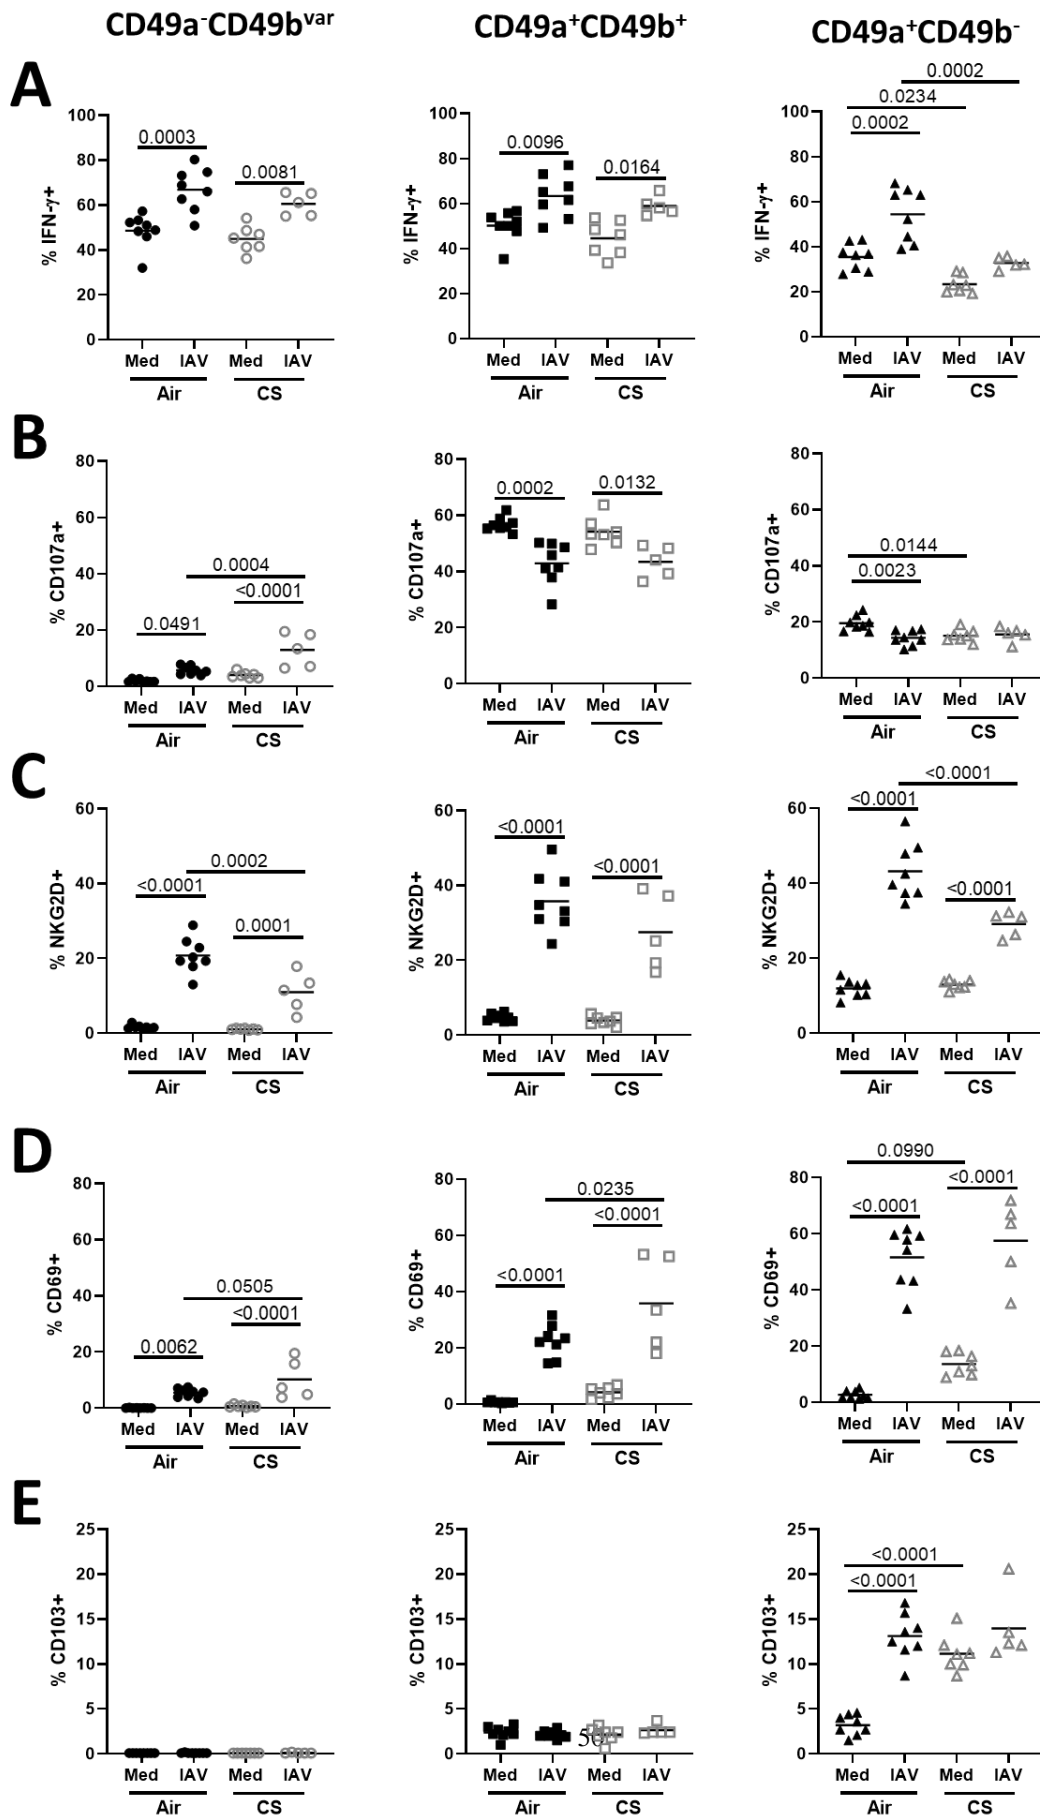 CD49a-CD49bvar CD49a+CD49b+ CD49a+CD49b-
A
% IFN-γ+
100
80
60
40
20
0
0.0003
0.0081
Med IAV Med IAV
Air CS
% IFN-γ+
100
80
60
40
20
0
0.0096
0.0164
Med IAV Med IAV
Air CS
% IFN-γ+
100
80
60
40
20
0
0.0002
0.0234
0.0002
Med IAV Med IAV
Air CS
B
% CD107a+
80
60
40
20
0
0.0004
<0.0001
0.0491
Med IAV Med IAV
Air CS
% CD107a+
80
60
40
20
0
0.0002
0.0132
Med IAV Med IAV
Air CS
% CD107a+
80
60
40
20
0
0.0144
0.0023
Med IAV Med IAV
Air CS
C
% NKG2D+
60
40
20
0
0.0002
<0.0001
0.0001
Med IAV Med IAV
Air CS
% NKG2D+
60
40
20
0
<0.0001
<0.0001
Med IAV Med IAV
Air CS
% NKG2D+
60
40
20
0
<0.0001
<0.0001
<0.0001
Med IAV Med IAV
Air CS
D
% CD69+
80
60
40
20
0
0.0505
<0.0001
0.0062
Med IAV Med IAV
Air CS
% CD69+
80
60
40
20
0
0.0235
<0.0001
<0.0001
Med IAV Med IAV
Air CS
% CD69+
80
60
40
20
0
0.0990
<0.0001
<0.0001
Med IAV Med IAV
Air CS
E
% CD103+
25
20
15
10
5
0
Med IAV Med IAV
Air CS
% CD103+
25
20
15
10
5
0
Med IAV Med IAV
Air CS
% CD103+
25
20
15
10
5
0
<0.0001
<0.0001
Med IAV Med IAV
Air CS